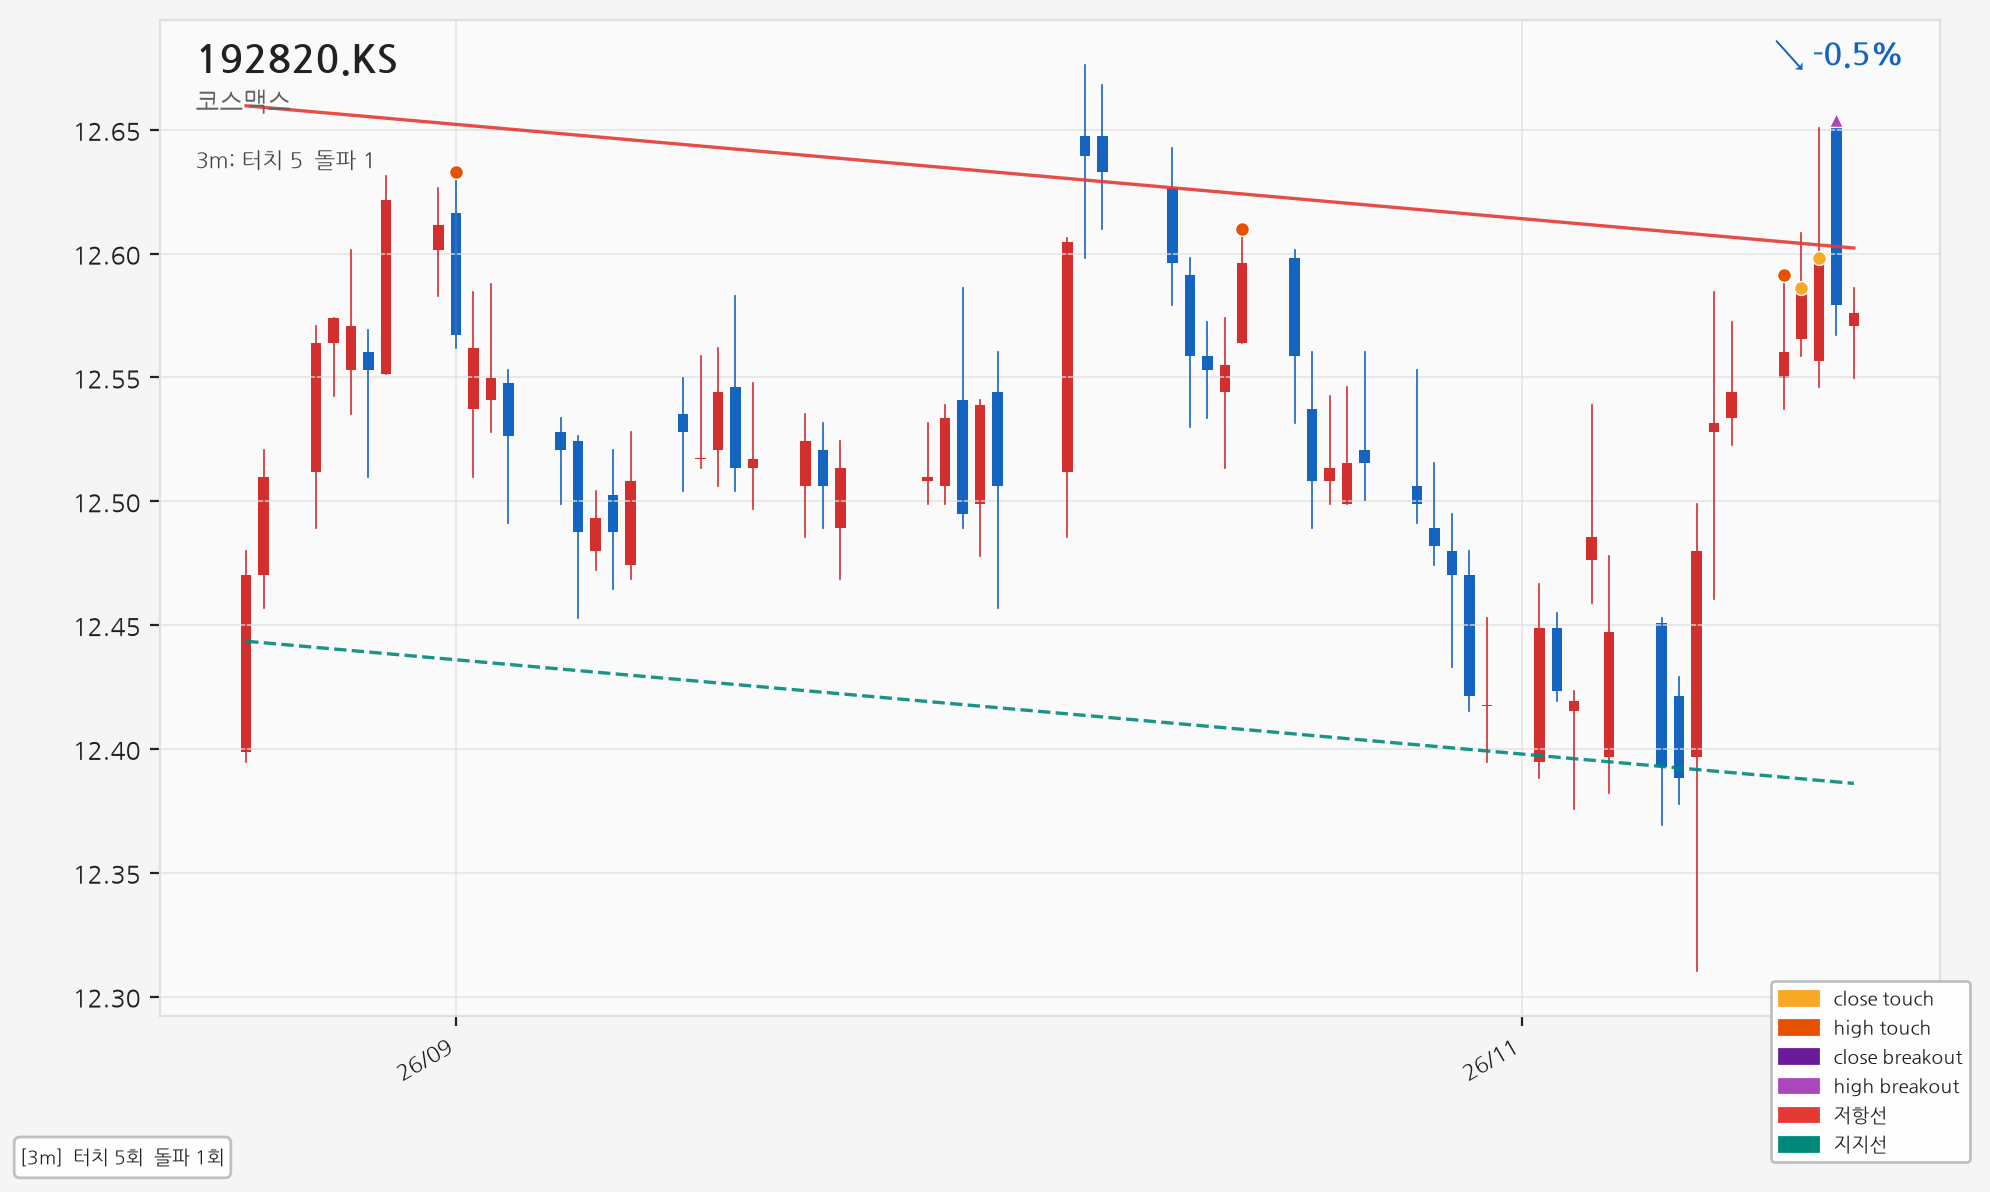 192820.KS
코스맥스
-0.5%
3m: 터치 5  돌파 1
12.65
12.60
12.55
12.50
12.45
12.40
12.35
12.30
26/09
26/11
close touch
high touch
close breakout
high breakout
저항선
지지선
[3m]  터치 5회  돌파 1회